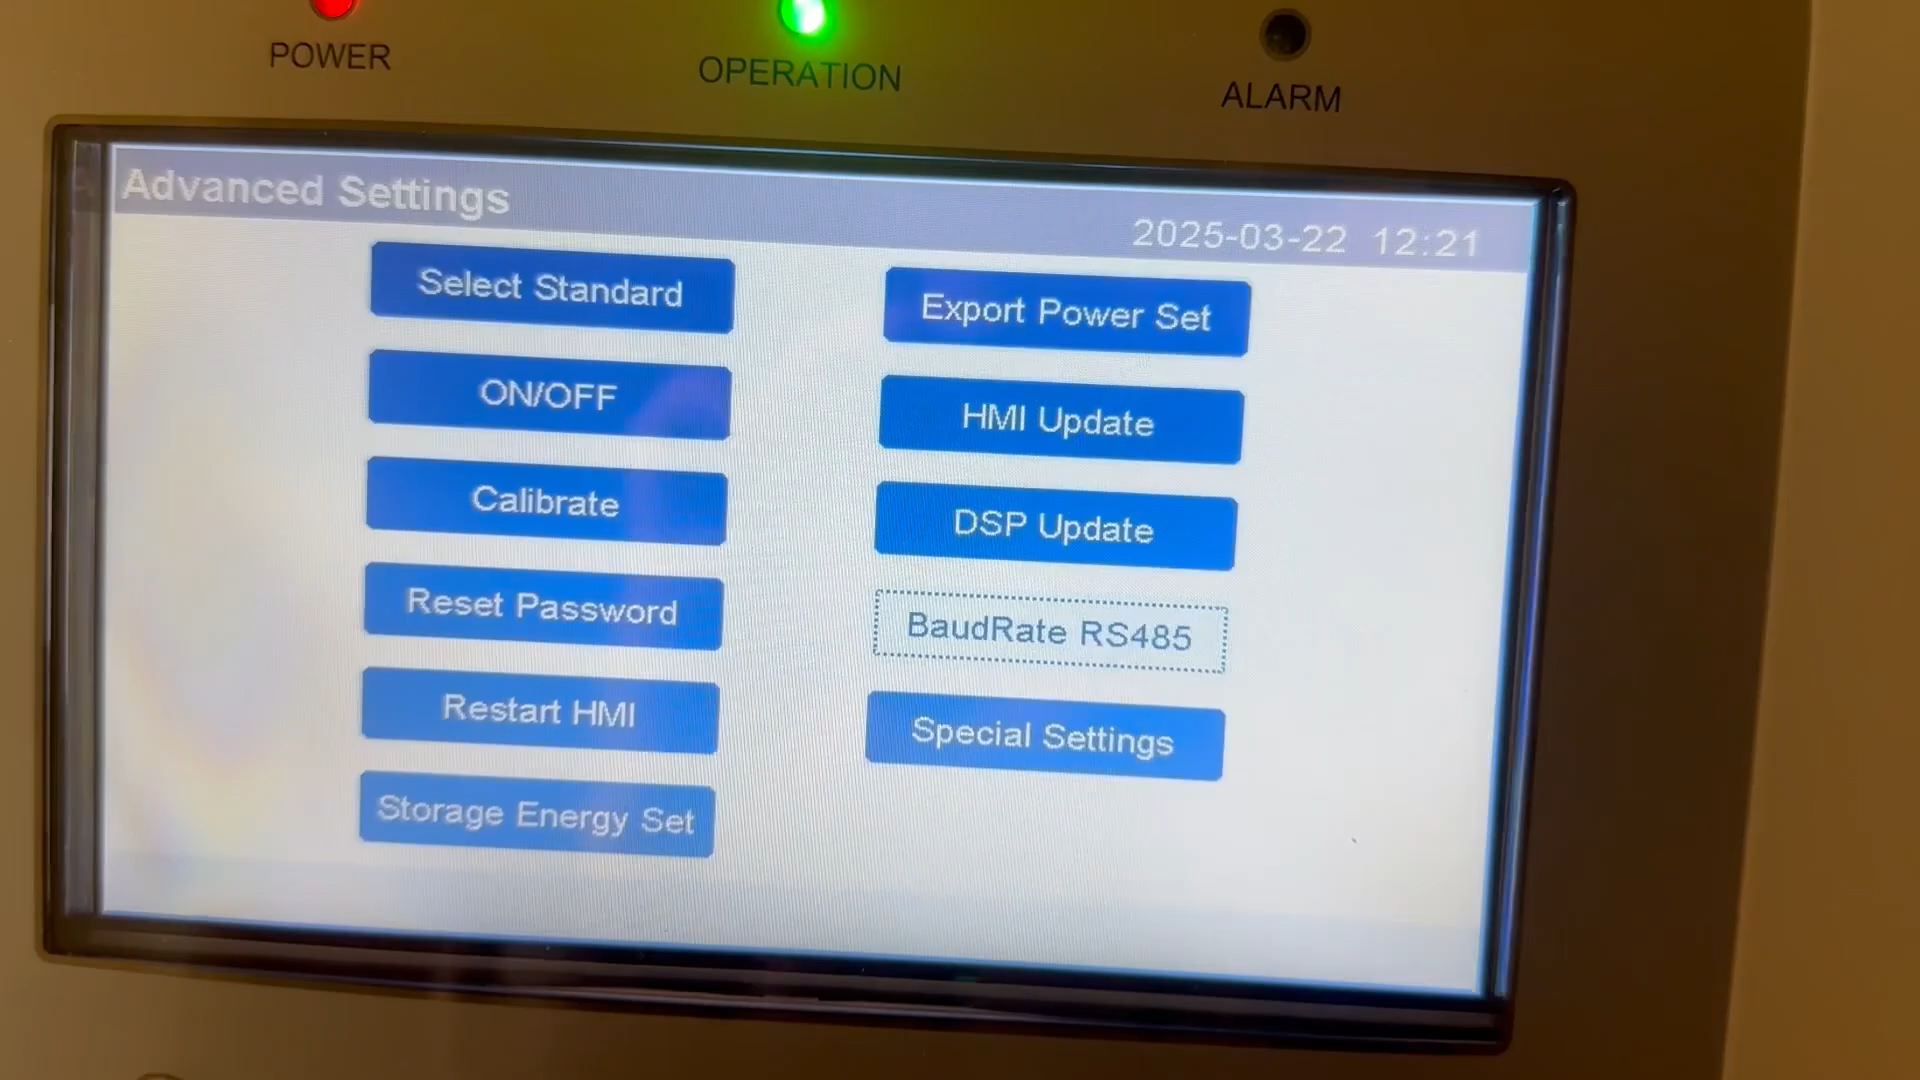 POWER
OPERATION
ALARM
Advanced Settings
2025-03-22 12:21
Select Standard
Export Power Set
ON/OFF
HMI Update
Calibrate
DSP Update
Reset Password
BaudRate RS485
Restart HMI
Special Settings
Storage Energy Set